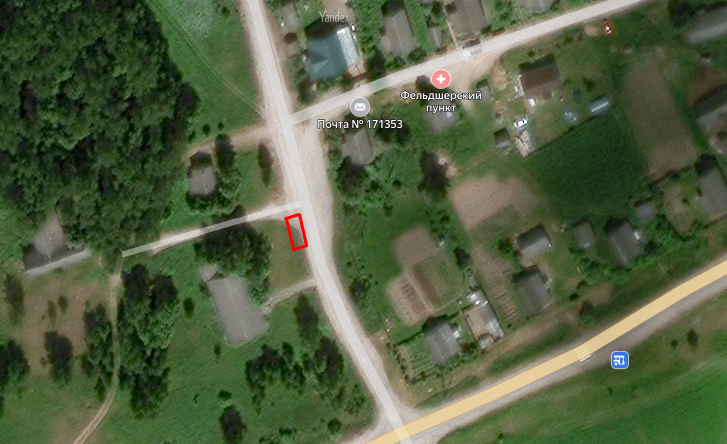 Yandex
Фельдшерский
пункт
Почта № 171353